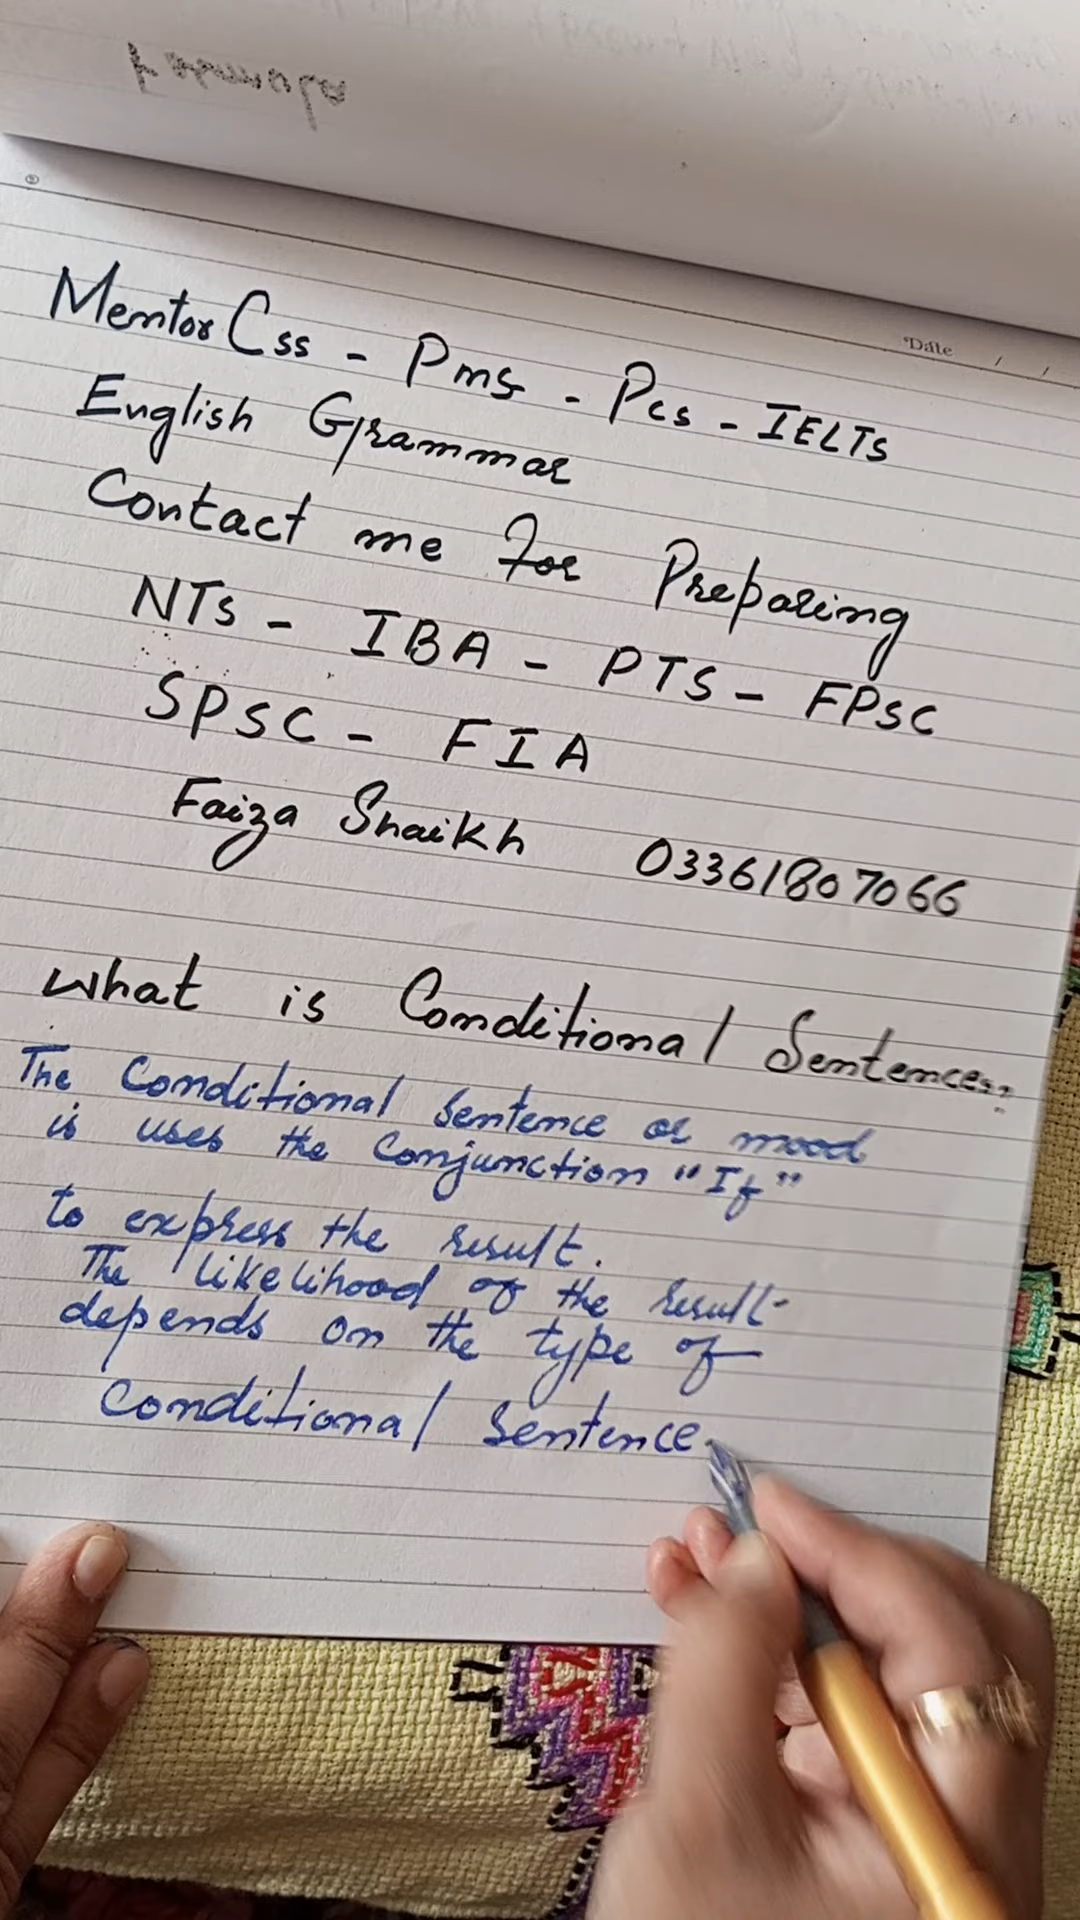 Date / /
Mentor Css - Pms - Pcs - IELTs
English Grammar
Contact me For Preparing
NTs - IBA - PTS - FPSC
SPSC - FIA
Faiza Shaikh 03361807066
What is Conditional Sentence??
The Conditional Sentence or mood
is uses the Conjunction "If"
to express the result.
The likelihood of the result
depends on the type of
Conditional Sentence.